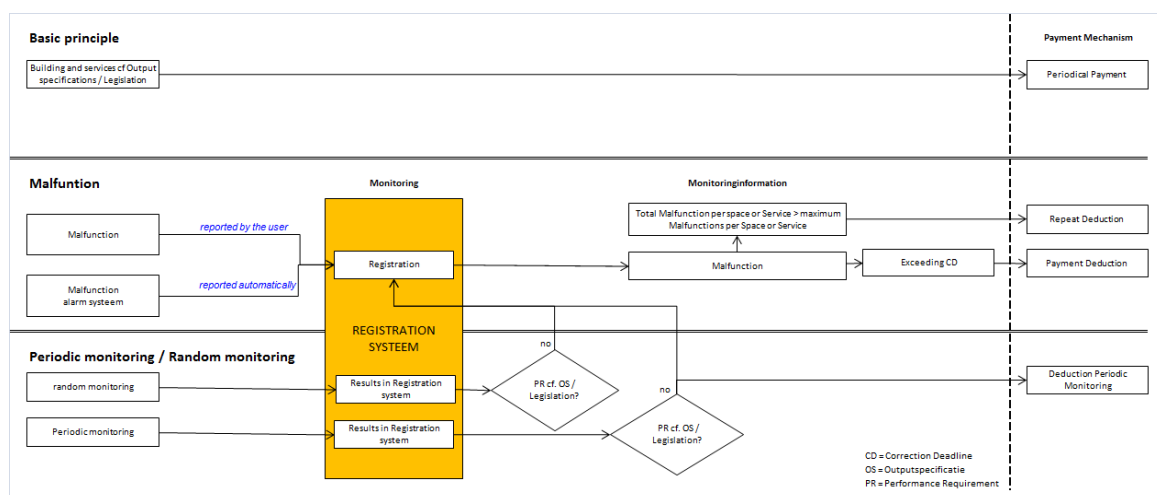 Basic principle
Payment Mechanism
Building and services cf Output
specifications / Legislation
Periodical Payment
Malfuntion
Monitoring
Monitoringinformation
Malfunction
reported by the user
Total Malfunction per space or Service > maximum
Malfunctions per Space or Service
Repeat Deduction
Registration
Malfunction
Exceeding CD
Payment Deduction
Malfunction
alarm systeem
reported automatically
REGISTRATION
SYSTEEM
Periodic monitoring / Random monitoring
no
random monitoring
Results in Registration
system
PR cf. OS /
Legislation?
no
Deduction Periodic
Monitoring
Periodic monitoring
Results in Registration
system
PR cf. OS /
Legislation?
CD = Correction Deadline
OS = Outputspecificatie
PR = Performance Requirement